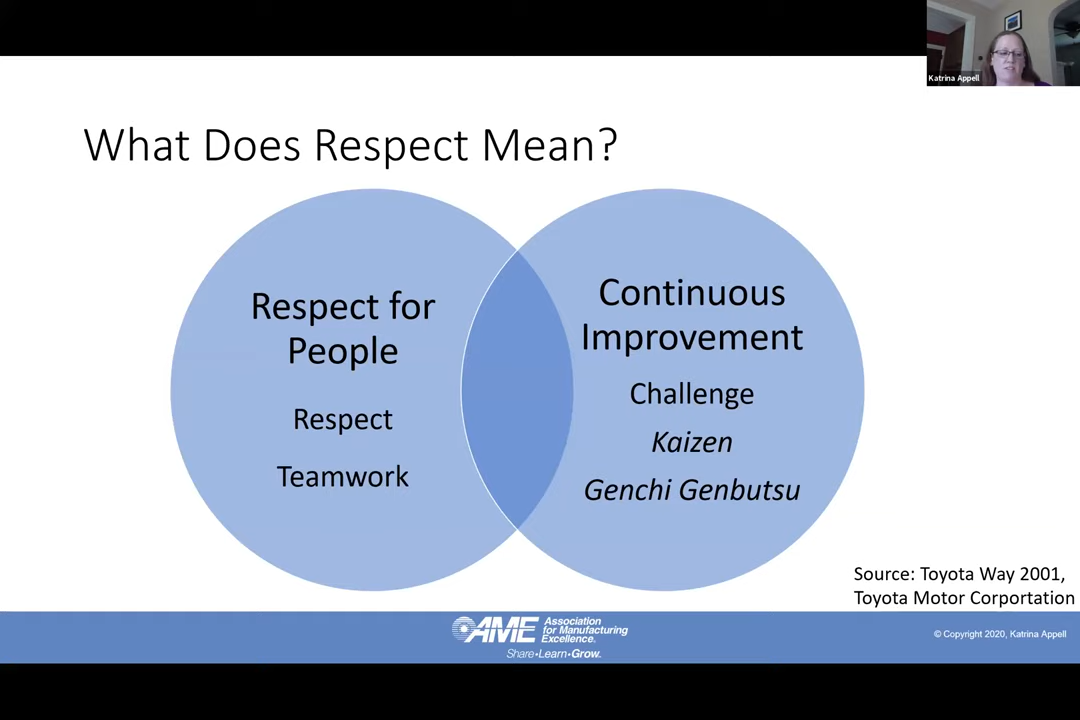 Katrina Appell
What Does Respect Mean?
Respect for
People
Respect
Teamwork
Continuous
Improvement
Challenge
Kaizen
Genchi Genbutsu
Source: Toyota Way 2001,
Toyota Motor Corportation
AME
Association
for Manufacturing
Excellence.
Share•Learn•Grow.
© Copyright 2020, Katrina Appell